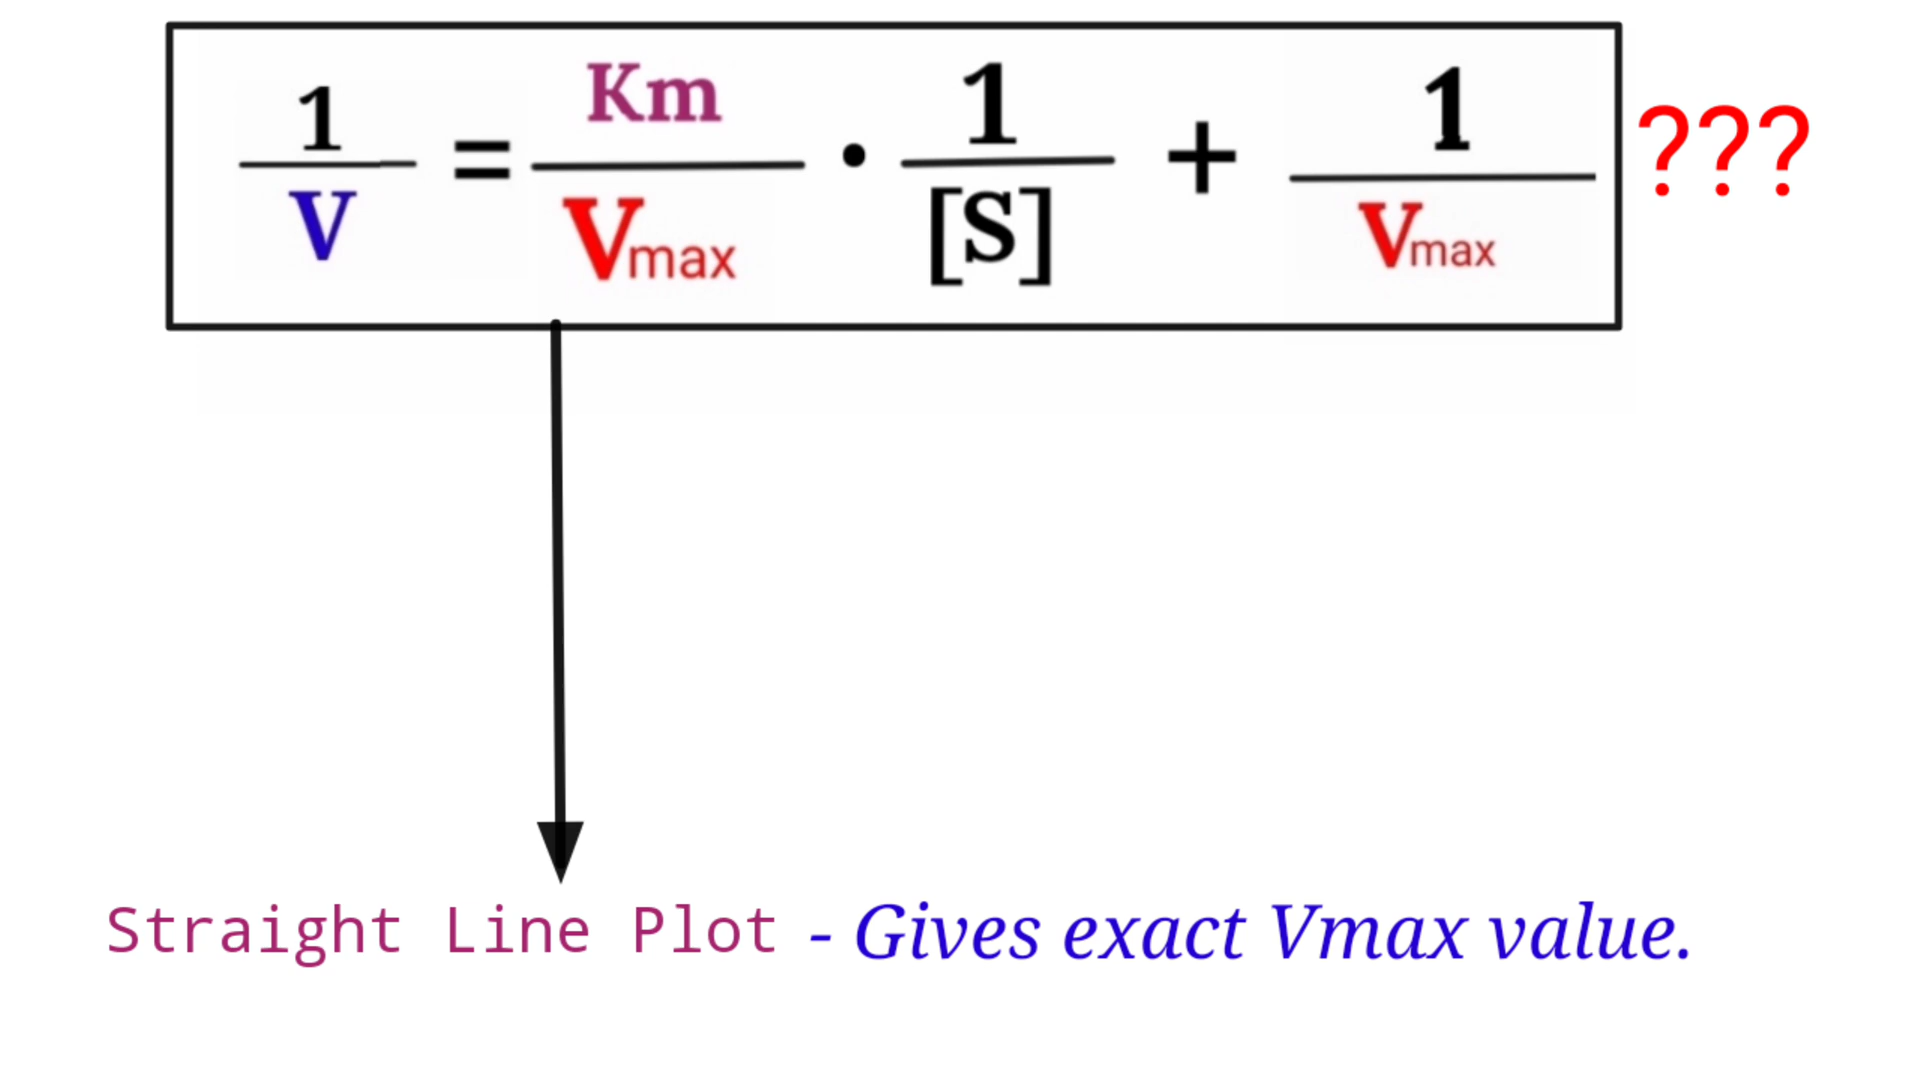 1/V = Km/Vmax · 1/[S] + 1/Vmax ???
Straight Line Plot - Gives exact Vmax value.